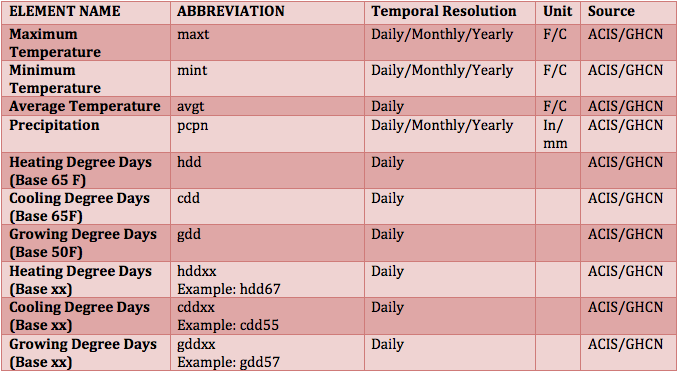 ELEMENT NAME ABBREVIATION Temporal Resolution Unit Source
Maximum Temperature maxt Daily/Monthly/Yearly F/C ACIS/GHCN
Minimum Temperature mint Daily/Monthly/Yearly F/C ACIS/GHCN
Average Temperature avgt Daily F/C ACIS/GHCN
Precipitation pcpn Daily/Monthly/Yearly In/ mm ACIS/GHCN
Heating Degree Days (Base 65 F) hdd Daily ACIS/GHCN
Cooling Degree Days (Base 65F) cdd Daily ACIS/GHCN
Growing Degree Days (Base 50F) gdd Daily ACIS/GHCN
Heating Degree Days (Base xx) hddxx Example: hdd67 Daily ACIS/GHCN
Cooling Degree Days (Base xx) cddxx Example: cdd55 Daily ACIS/GHCN
Growing Degree Days (Base xx) gddxx Example: gdd57 Daily ACIS/GHCN